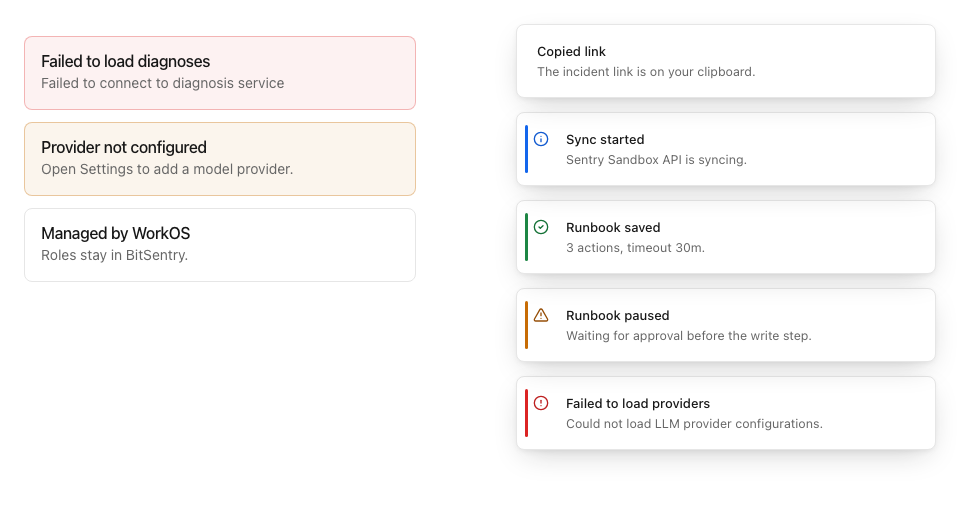 Failed to load diagnoses
Failed to connect to diagnosis service
Provider not configured
Open Settings to add a model provider.
Managed by WorkOS
Roles stay in BitSentry.
Copied link
The incident link is on your clipboard.
Sync started
Sentry Sandbox API is syncing.
Runbook saved
3 actions, timeout 30m.
Runbook paused
Waiting for approval before the write step.
Failed to load providers
Could not load LLM provider configurations.